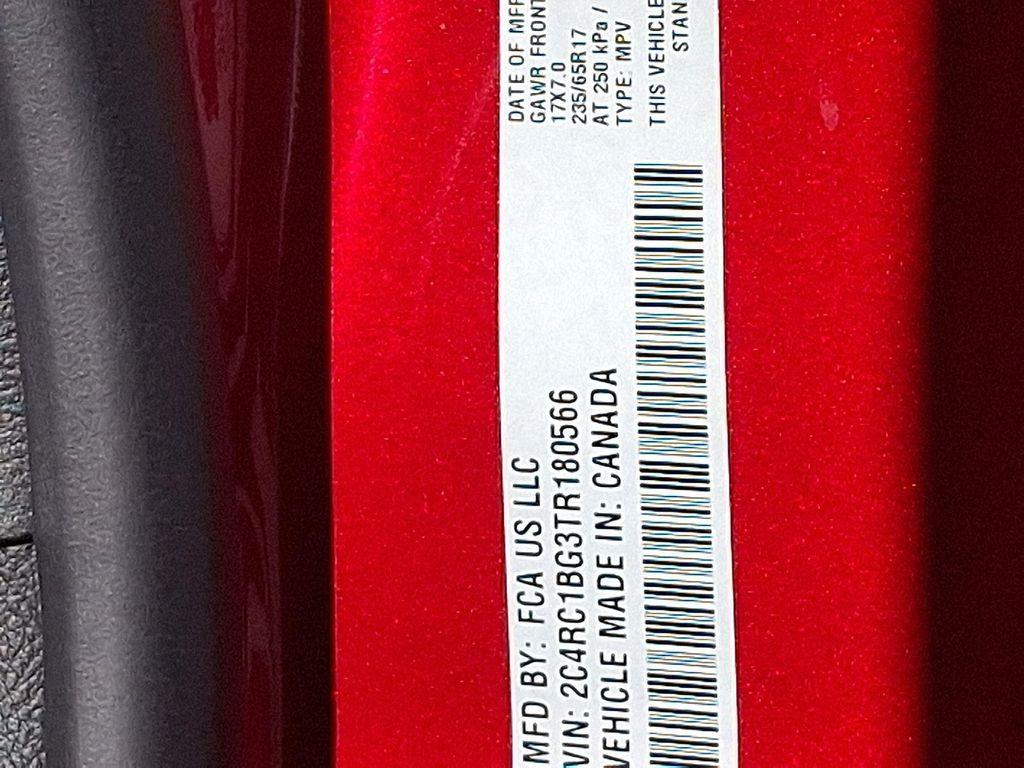 MFD BY: FCA US LLC
VIN: 2C4RC1BG3TR180566
VEHICLE MADE IN: CANADA
DATE OF MFR
GAWR FRONT
17X7.0
235/65R17
AT 250 kPa /
TYPE: MPV
THIS VEHICLE
STAN